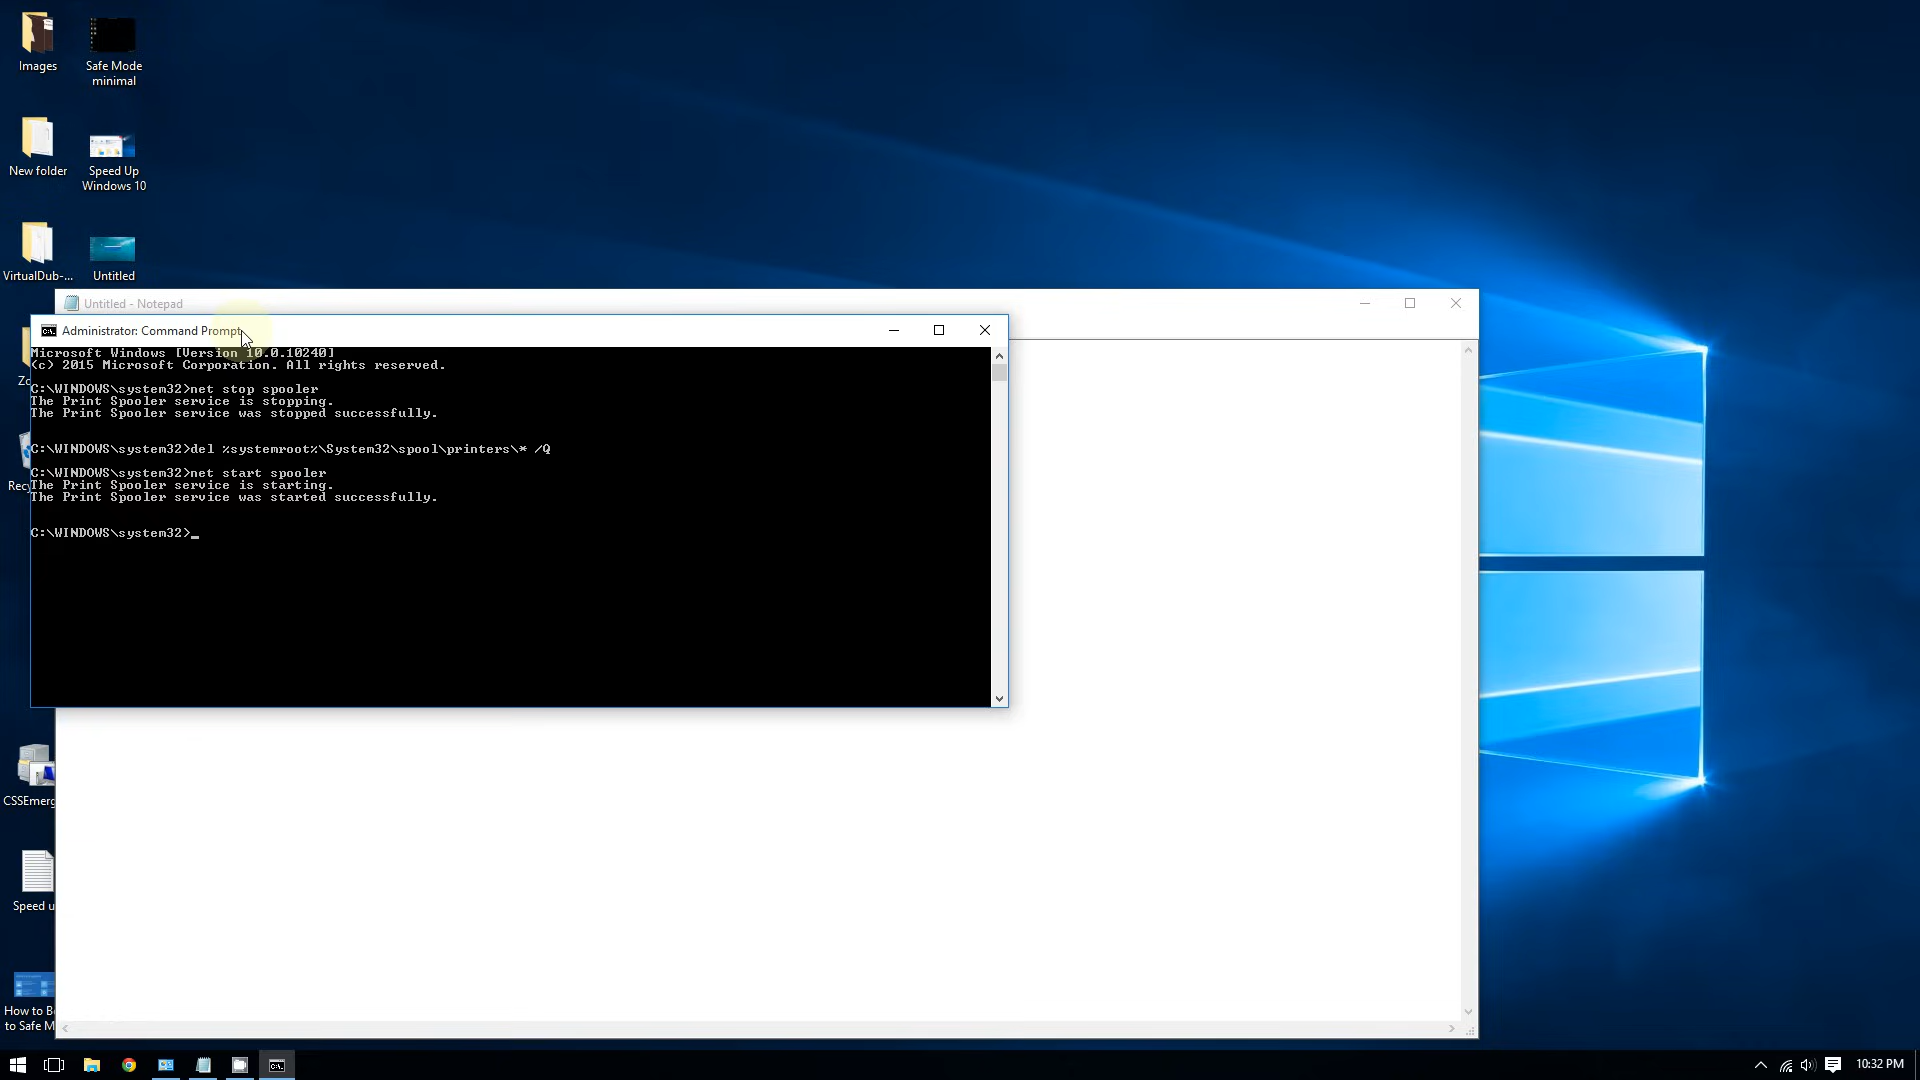 Images
Safe Mode
minimal
New folder
Speed Up
Windows 10
VirtualDub-...
Untitled
Untitled - Notepad
Administrator: Command Prompt
Microsoft Windows [Version 10.0.10240]
(c) 2015 Microsoft Corporation. All rights reserved.
C:\WINDOWS\system32>net stop spooler
The Print Spooler service is stopping.
The Print Spooler service was stopped successfully.
C:\WINDOWS\system32>del %systemroot%\System32\spool\printers\* /Q
C:\WINDOWS\system32>net start spooler
The Print Spooler service is starting.
The Print Spooler service was started successfully.
C:\WINDOWS\system32>_
Zo
Recy
CSSEmerg
Speed u
How to Bo
to Safe M
10:32 PM